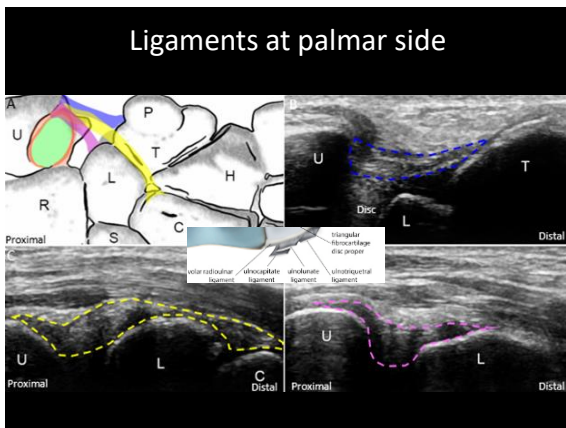 Ligaments at palmar side
A
P
U
T
L
H
R
C
S
Proximal
B
U
T
Disc
L
Distal
triangular
fibrocartilage
disc proper
volar radioulnar
ligament
ulnocapitate
ligament
ulnolunate
ligament
ulnotriquetral
ligament
C
U
L
C
Proximal
Distal
U
L
Proximal
Distal